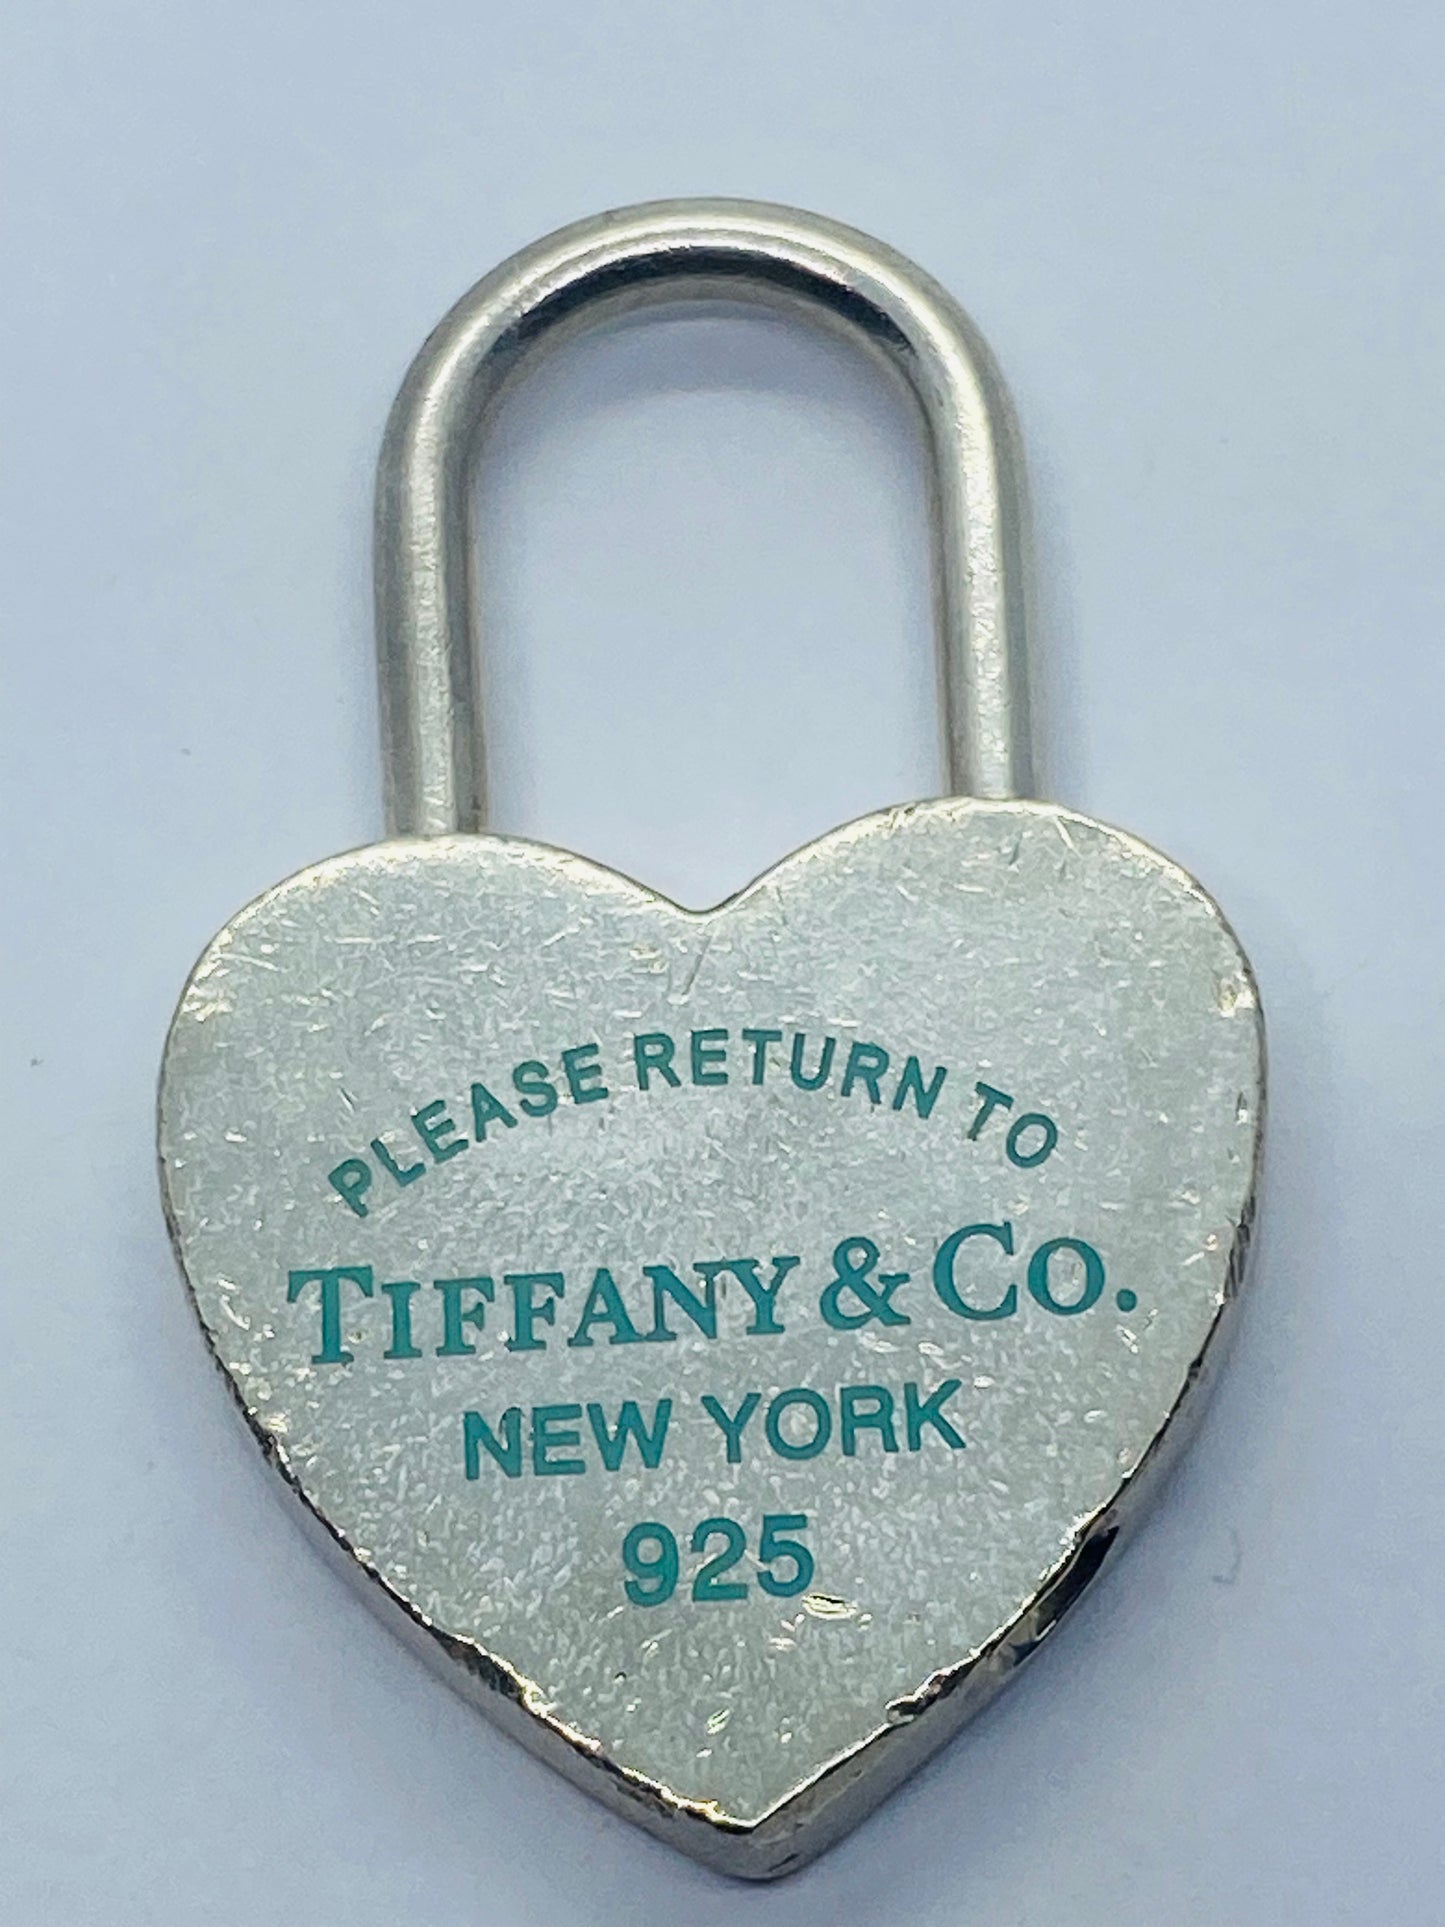 PLEASE RETURN TO
TIFFANY & CO.
NEW YORK
925